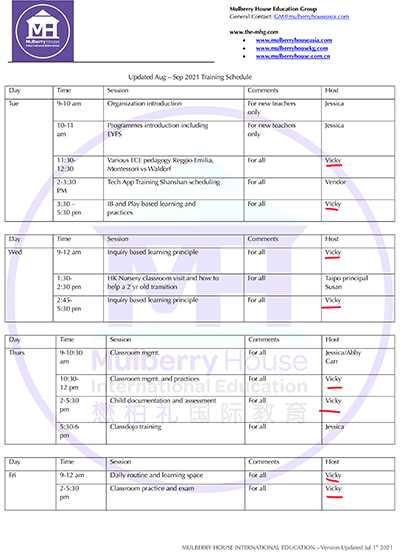 Mulberry House
International Education
Mulberry House Education Group
General Contact: GM@mulberryhouseasia.com
www.the-mhg.com
• www.mulberryhouseasia.com
• www.mulberryhousekg.com
• www.mulberryhouse.com.cn
Updated Aug – Sep 2021 Training Schedule
Day Time Session Comments Host
Tue 9-10 am Organization introduction For new teachers only Jessica
10-11 am Programmes introduction including EYFS For new teachers only Jessica
11:30-12:30 Various ECE pedagogy Reggio Emilia, Montessori vs Waldorf For all Vicky
2-3:30 PM Tech App Training Shanshan scheduling For all Vendor
3:30 – 5:30 pm IB and Play based learning and practices For all Vicky
Day Time Session Comments Host
Wed 9-12 am Inquiry based learning principle For all Vicky
1:30-2:30 pm HK Nursery classroom visit and how to help a 2 yr old transition For all Taipo principal Susan
2:45-5:30 pm Inquiry based learning principle For all Vicky
Day Time Session Comments Host
Thurs 9-10:30 am Classroom mgmt. For all Jessica/Abby Carr
10:30-12 pm Classroom mgmt. and practices For all Vicky
2-5:30 pm Child documentation and assessment For all Vicky
5:30-6 pm Classdojo training For all Jessica
Day Time Session Comments Host
Fri 9-12 am Daily routine and learning space For all Vicky
2-5:30 pm Classroom practice and exam For all Vicky
Mulberry House
International Education
懋柏礼国际教育
MULBERRY HOUSE INTERNATIONAL EDUCATION – Version Updated Jul 1st 2021